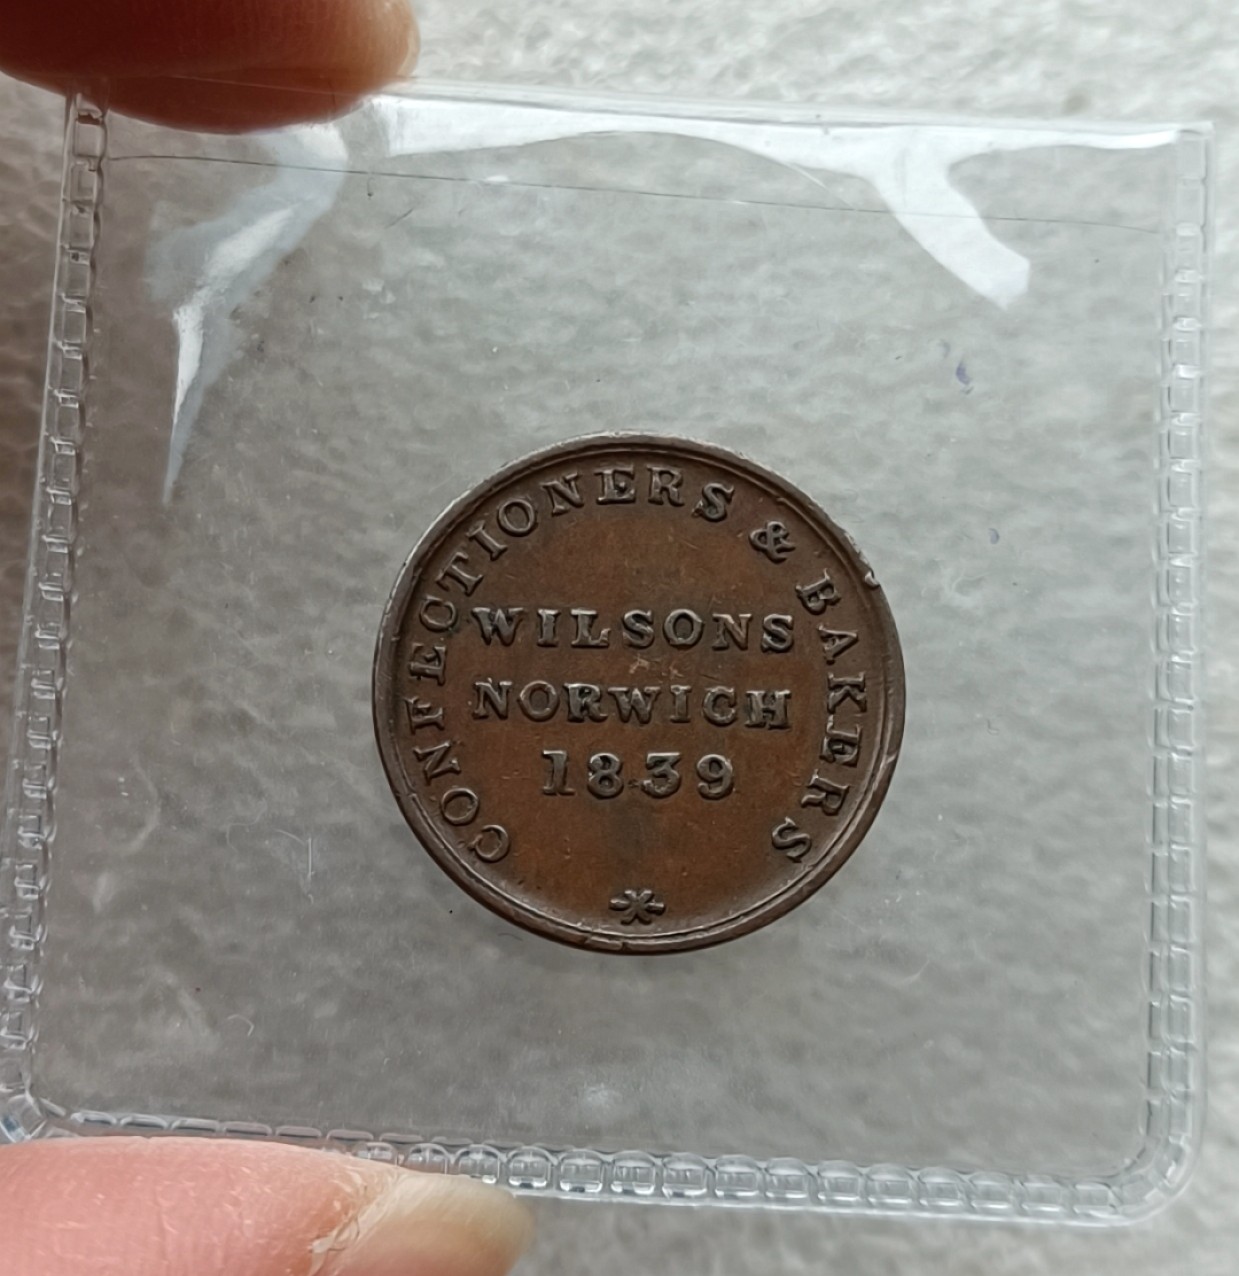 CONFECTIONERS & BAKERS
WILSONS
NORWICH
1839